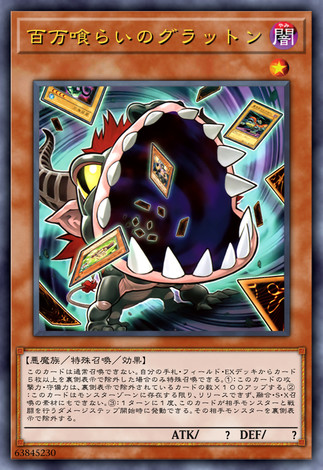 百万喰らいのグラットン
やみ
闇
【悪魔族／特殊召喚／効果】
このカードは通常召喚できない。自分の手札・フィールド・EXデッキからカード
５枚以上を裏側表示で除外した場合のみ特殊召喚できる。①：このカードの攻
撃力・守備力は、裏側表示で除外されているカードの数×１００アップする。②
：このカードはモンスターゾーンに存在する限り、リリースできず、融合・Ｓ・Ｘ召
喚の素材にもできない。③：１ターンに１度、このカードが相手モンスターと戦
闘を行うダメージステップ開始時に発動できる。その相手モンスターを裏側表
示で除外する。
ATK/ ? DEF/ ?
63845230